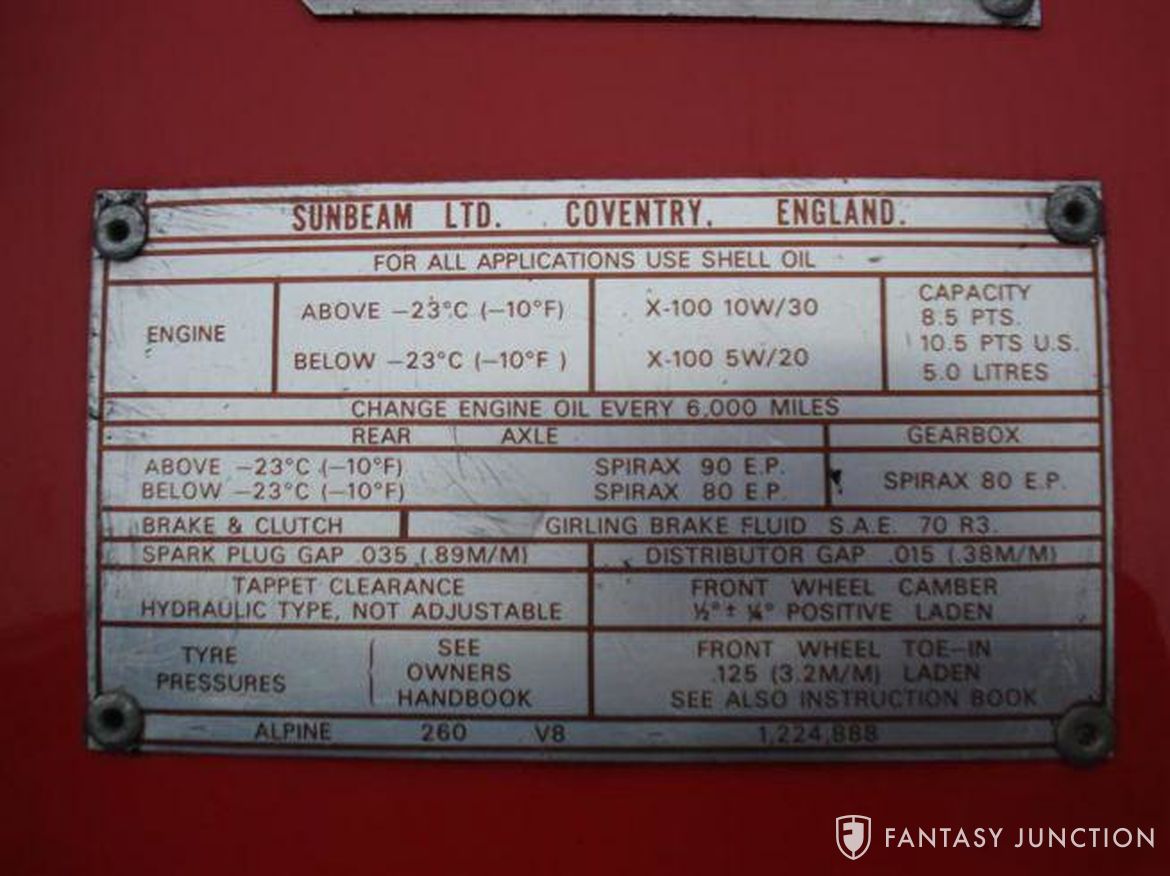 SUNBEAM LTD. COVENTRY. ENGLAND.
FOR ALL APPLICATIONS USE SHELL OIL
ENGINE
ABOVE -23°C (-10°F)
X-100 10W/30
BELOW -23°C (-10°F)
X-100 5W/20
CAPACITY
8.5 PTS.
10.5 PTS U.S.
5.0 LITRES
CHANGE ENGINE OIL EVERY 6,000 MILES
REAR AXLE
GEARBOX
ABOVE -23°C (-10°F) SPIRAX 90 E.P.
BELOW -23°C (-10°F) SPIRAX 80 E.P.
SPIRAX 80 E.P.
BRAKE & CLUTCH
GIRLING BRAKE FLUID S.A.E. 70 R3.
SPARK PLUG GAP .035 (.89M/M)
DISTRIBUTOR GAP .015 (.38M/M)
TAPPET CLEARANCE
HYDRAULIC TYPE, NOT ADJUSTABLE
FRONT WHEEL CAMBER
½° ± ¼° POSITIVE LADEN
TYRE
PRESSURES
SEE
OWNERS
HANDBOOK
FRONT WHEEL TOE-IN
.125 (3.2M/M) LADEN
SEE ALSO INSTRUCTION BOOK
ALPINE 260 V8 1,224,888
FANTASY JUNCTION